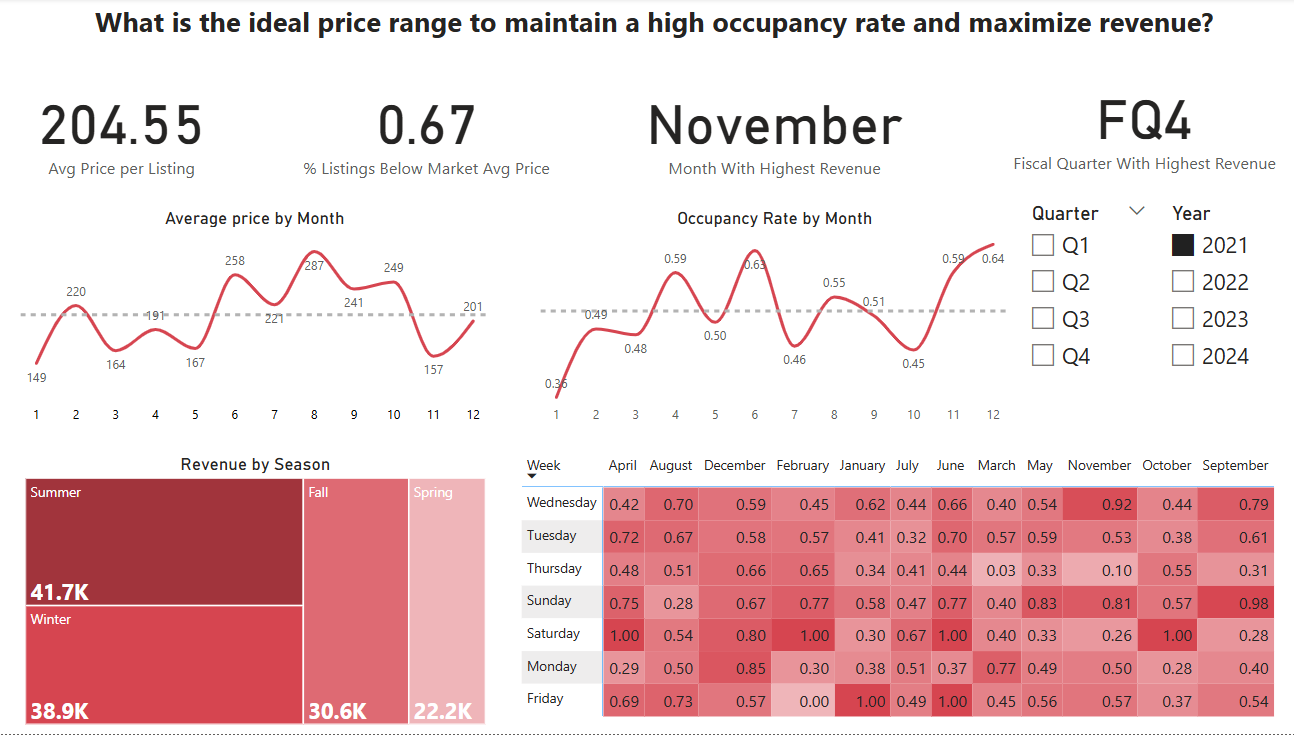 What is the ideal price range to maintain a high occupancy rate and maximize revenue?
204.55
Avg Price per Listing
0.67
% Listings Below Market Avg Price
November
Month With Highest Revenue
FQ4
Fiscal Quarter With Highest Revenue
Average price by Month
149
220
164
191
167
258
221
287
241
249
157
201
1 2 3 4 5 6 7 8 9 10 11 12
Occupancy Rate by Month
0.36
0.49
0.48
0.59
0.50
0.63
0.46
0.55
0.51
0.45
0.59
0.64
1 2 3 4 5 6 7 8 9 10 11 12
Quarter
Q1
Q2
Q3
Q4
Year
2021
2022
2023
2024
Revenue by Season
Summer
41.7K
Winter
38.9K
Fall
30.6K
Spring
22.2K
Week April August December February January July June March May November October September
Wednesday 0.42 0.70 0.59 0.45 0.62 0.44 0.66 0.40 0.54 0.92 0.44 0.79
Tuesday 0.72 0.67 0.58 0.57 0.41 0.32 0.70 0.57 0.59 0.53 0.38 0.61
Thursday 0.48 0.51 0.66 0.65 0.34 0.41 0.44 0.03 0.33 0.10 0.55 0.31
Sunday 0.75 0.28 0.67 0.77 0.58 0.47 0.77 0.40 0.83 0.81 0.57 0.98
Saturday 1.00 0.54 0.80 1.00 0.30 0.67 1.00 0.40 0.33 0.26 1.00 0.28
Monday 0.29 0.50 0.85 0.30 0.38 0.51 0.37 0.77 0.49 0.50 0.28 0.40
Friday 0.69 0.73 0.57 0.00 1.00 0.49 1.00 0.45 0.56 0.57 0.37 0.54